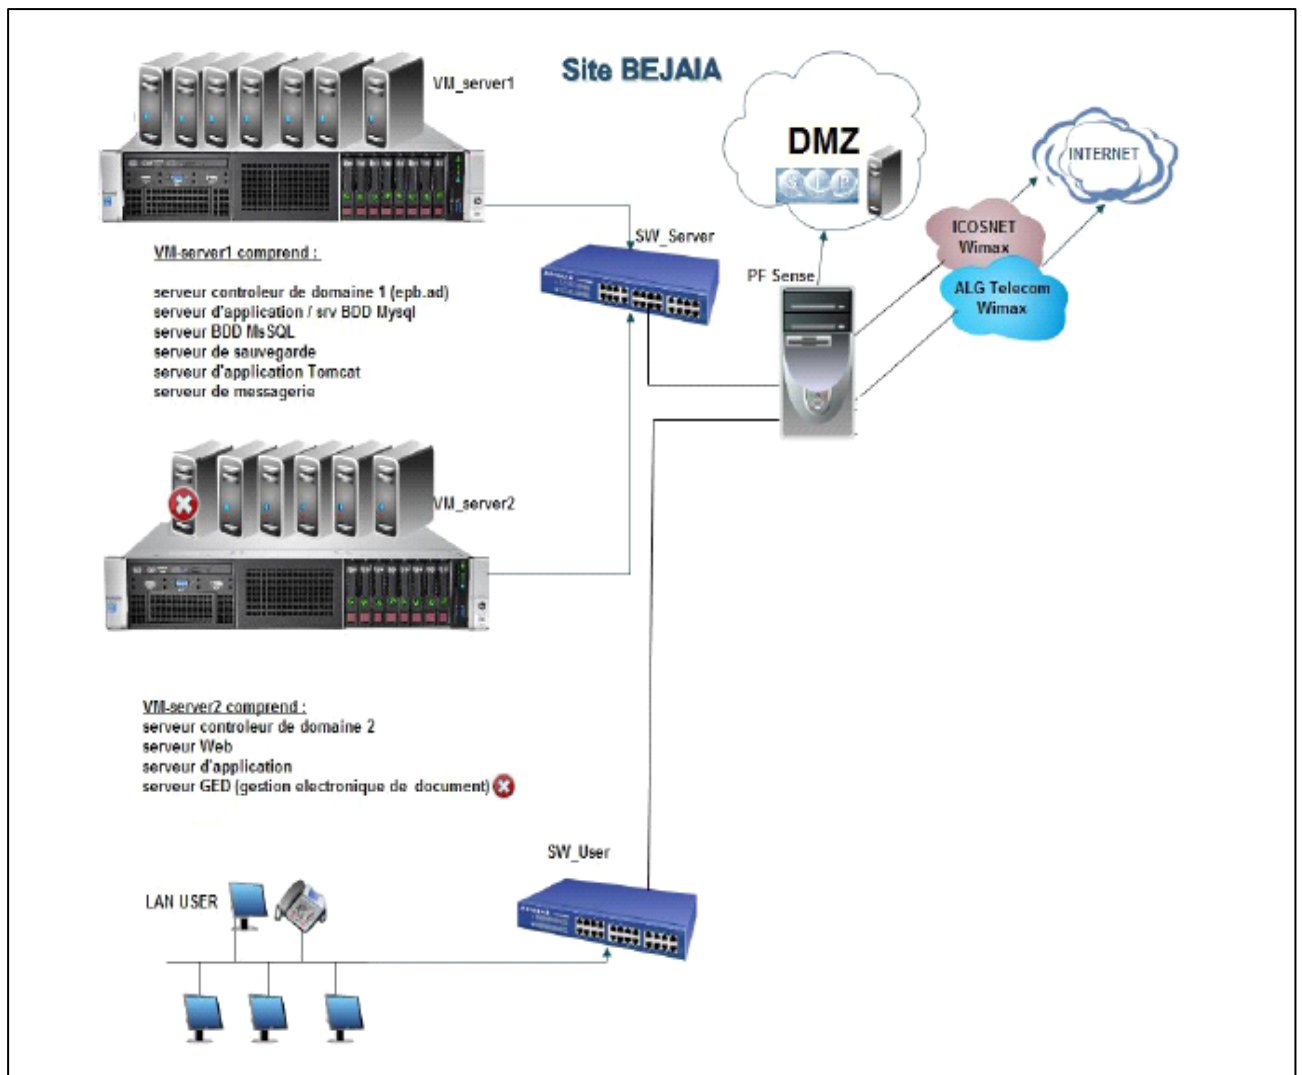 Site BEJAIA
VM_server1
DMZ
SIP
INTERNET
ICOSNET
Wimax
ALG Telecom
Wimax
SW_Server
PF Sense
VM-server1 comprend :
serveur controleur de domaine 1 (epb.ad)
serveur d'application / srv BDD Mysql
serveur BDD MsSQL
serveur de sauvegarde
serveur d'application Tomcat
serveur de messagerie
VM_server2
VM-server2 comprend :
serveur controleur de domaine 2
serveur Web
serveur d'application
serveur GED (gestion electronique de document)
SW_User
LAN USER